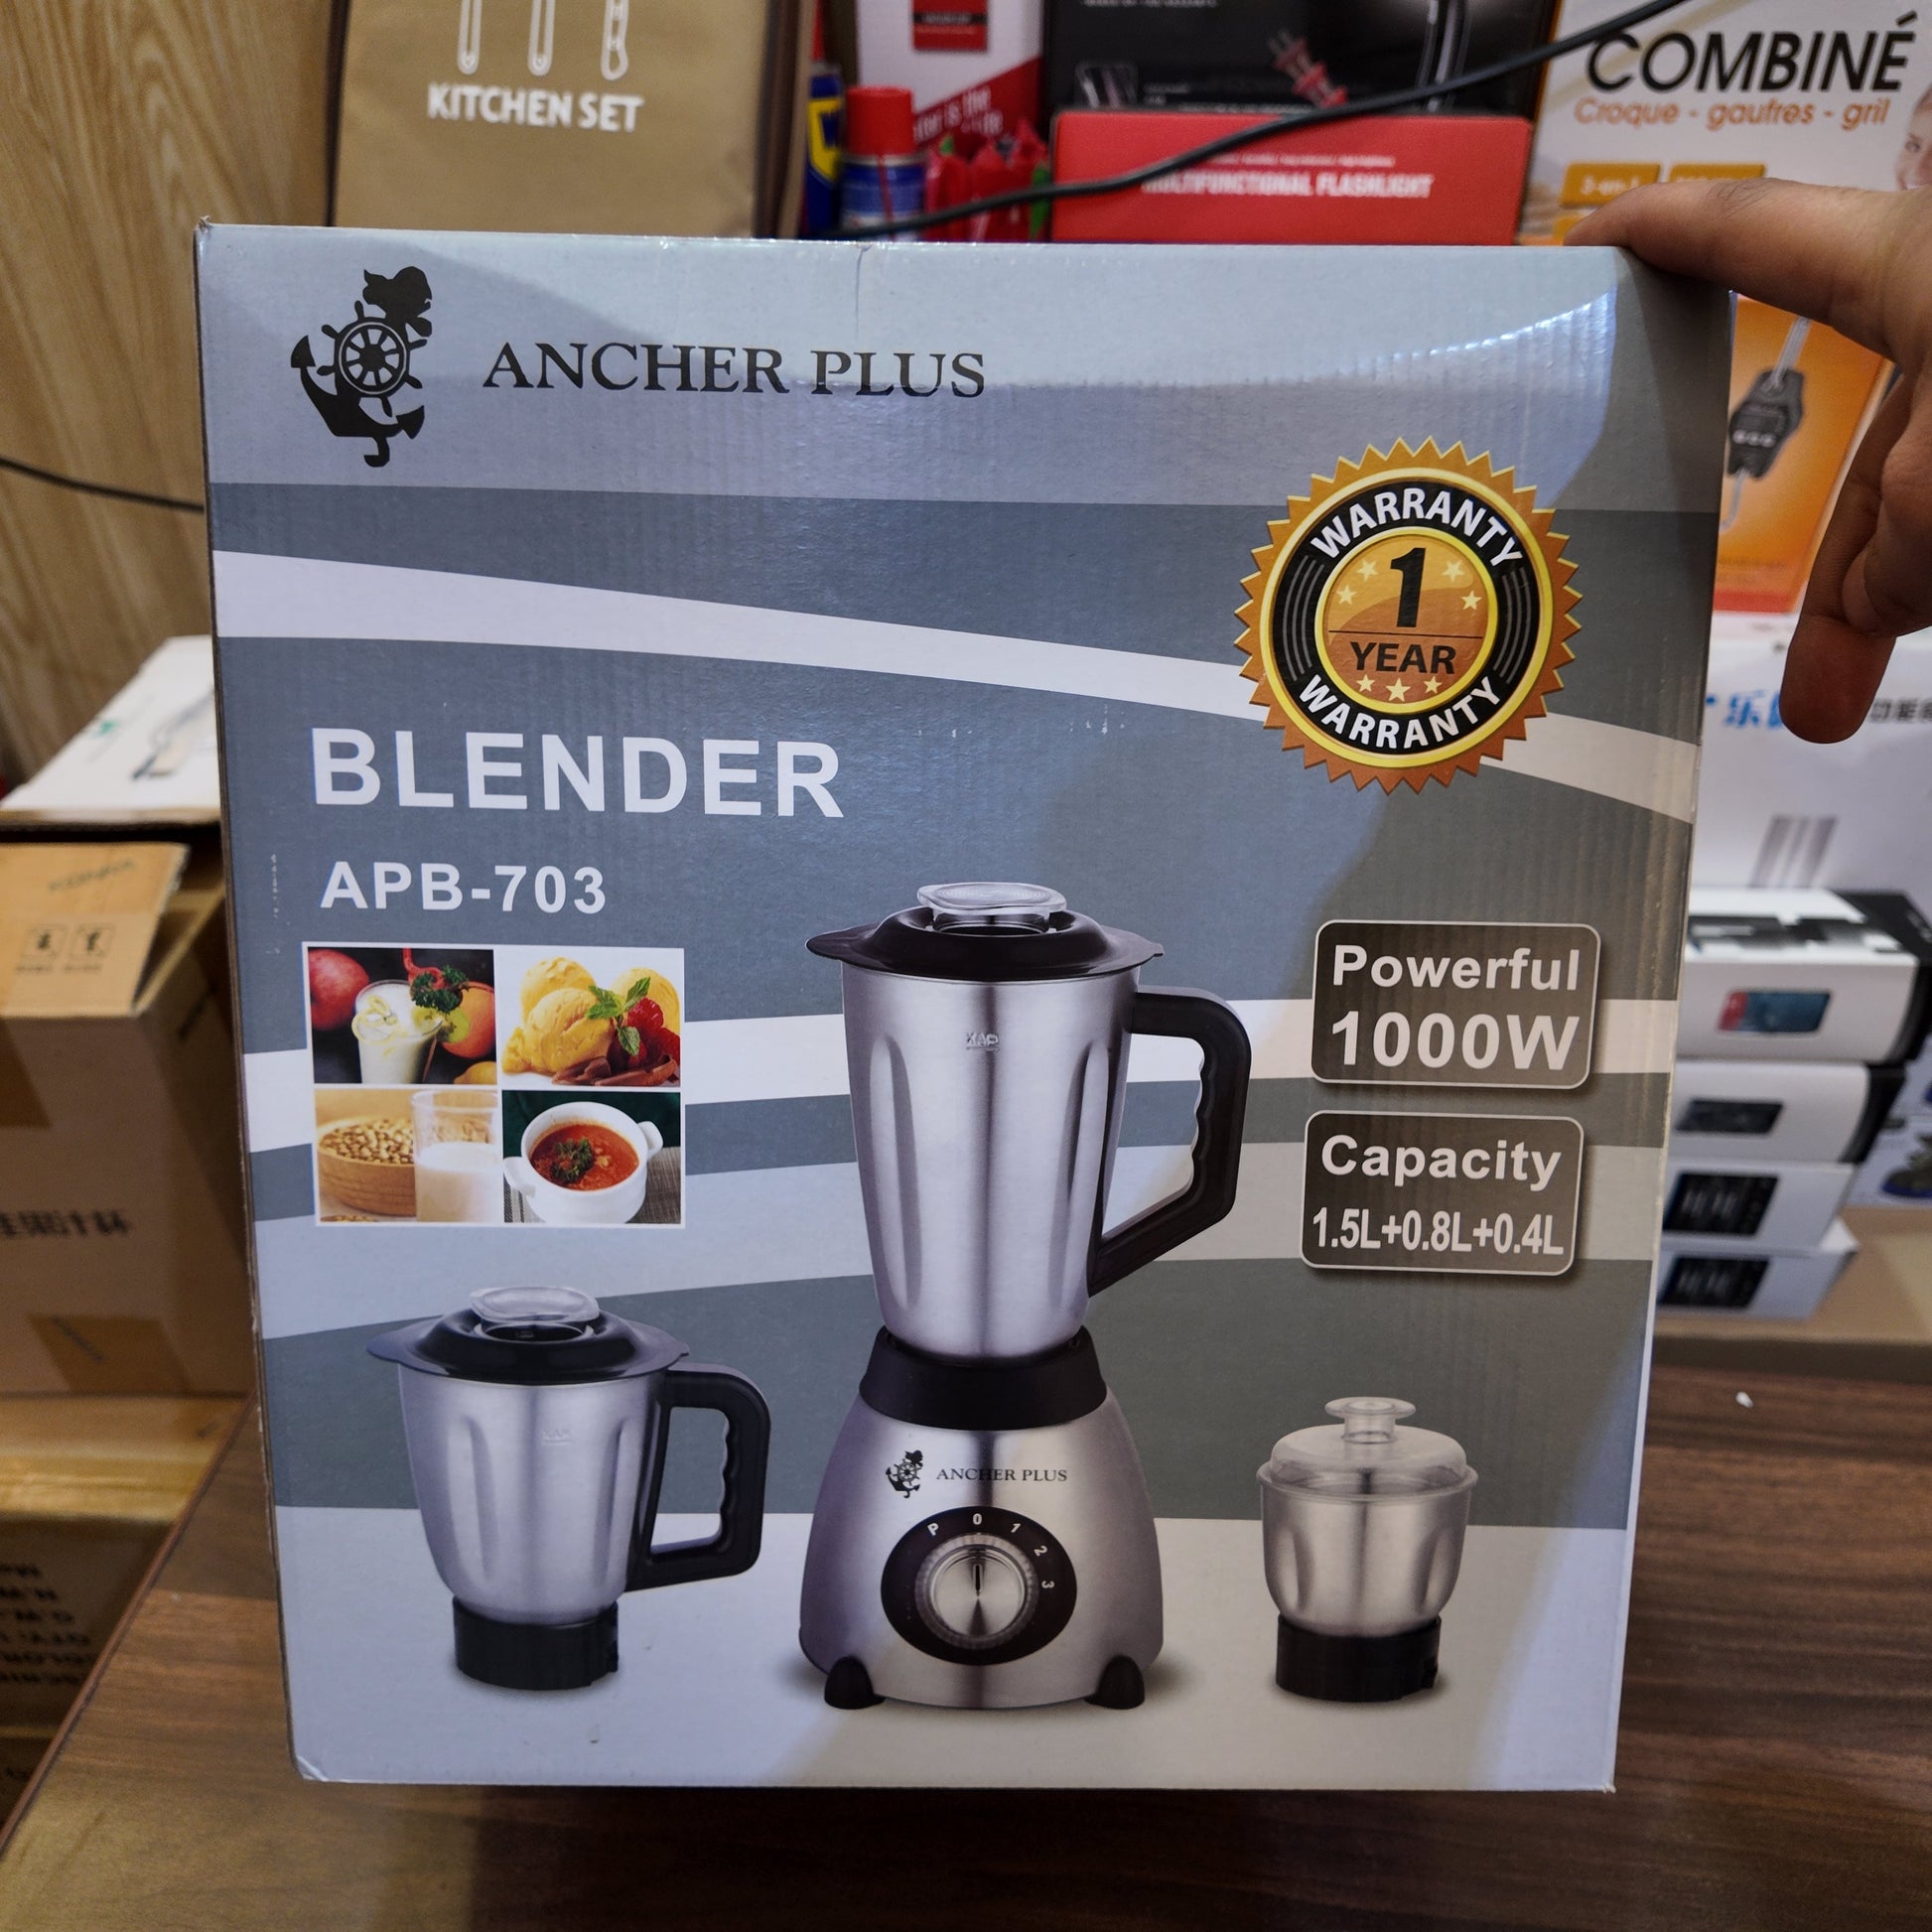 KITCHEN SET
COMBINÉ
Croque - gaufres - gril
MULTIFUNCTIONAL FLASHLIGHT
ANCHER PLUS
WARRANTY
1
YEAR
WARRANTY
BLENDER
APB-703
Powerful
1000W
Capacity
1.5L+0.8L+0.4L
ANCHER PLUS
P 0 1 2 3